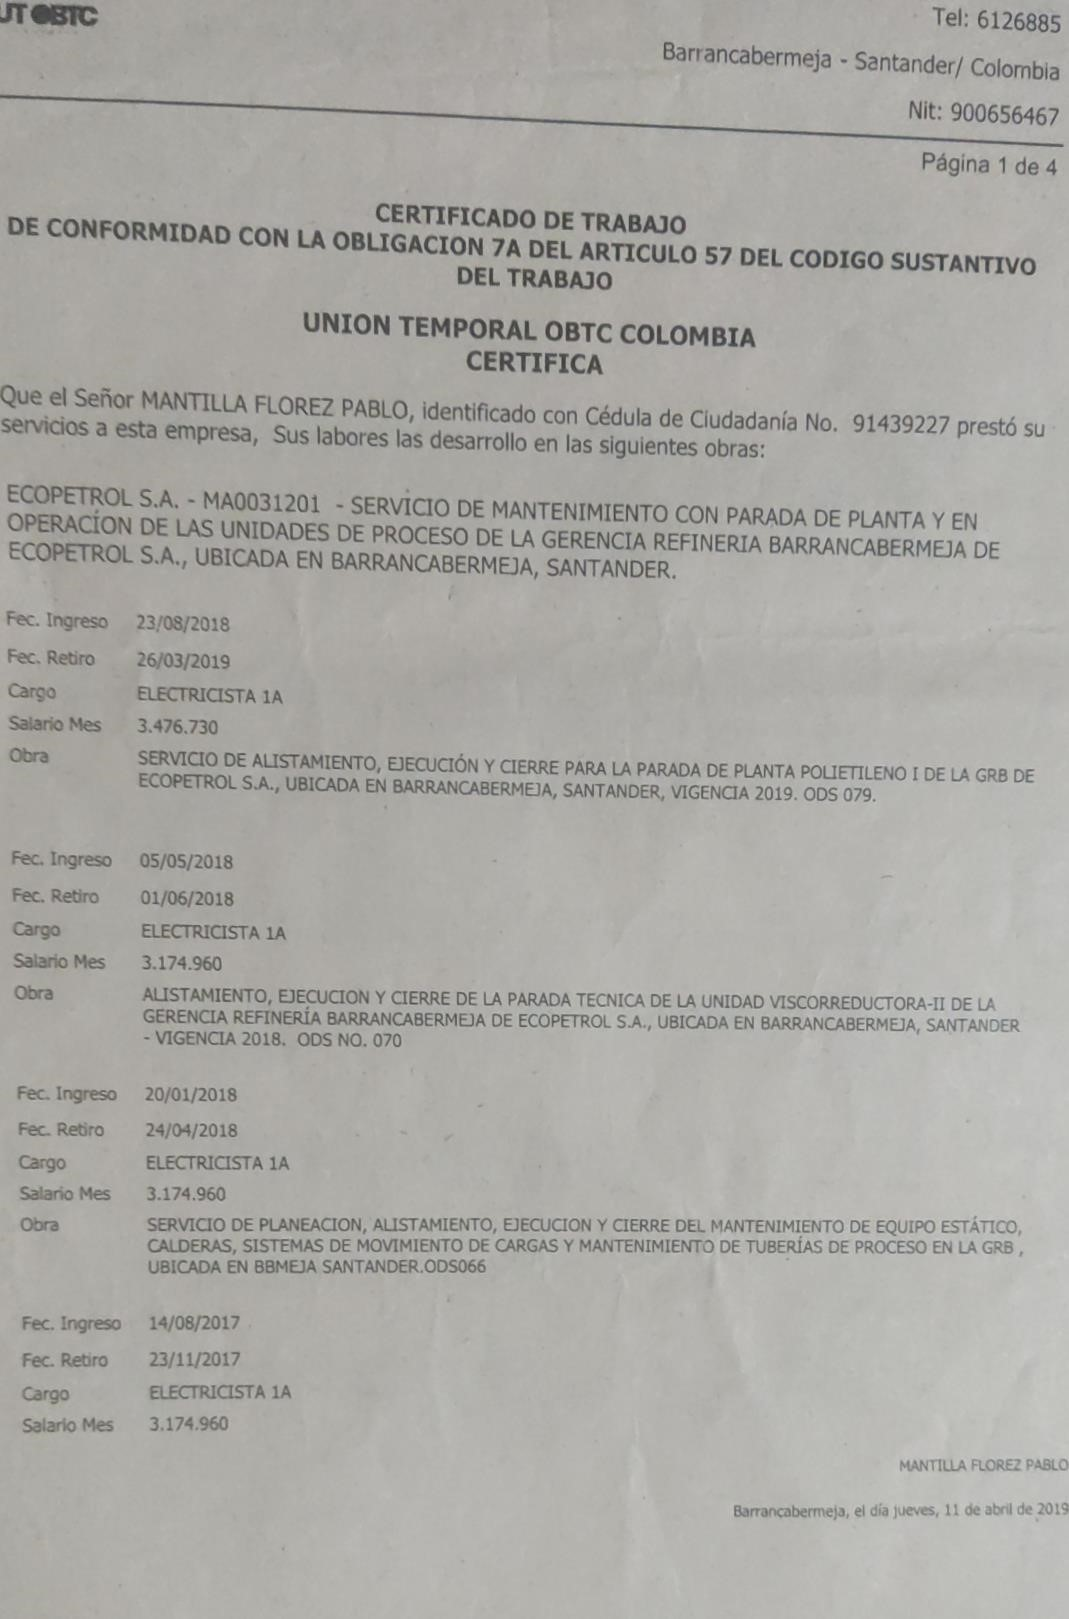 UT OBTC
Tel: 6126885
Barrancabermeja - Santander/ Colombia
Nit: 900656467
Página 1 de 4
CERTIFICADO DE TRABAJO
DE CONFORMIDAD CON LA OBLIGACION 7A DEL ARTICULO 57 DEL CODIGO SUSTANTIVO
DEL TRABAJO
UNION TEMPORAL OBTC COLOMBIA
CERTIFICA
Que el Señor MANTILLA FLOREZ PABLO, identificado con Cédula de Ciudadanía No. 91439227 prestó su
servicios a esta empresa, Sus labores las desarrollo en las siguientes obras:
ECOPETROL S.A. - MA0031201 - SERVICIO DE MANTENIMIENTO CON PARADA DE PLANTA Y EN
OPERACÍON DE LAS UNIDADES DE PROCESO DE LA GERENCIA REFINERIA BARRANCABERMEJA DE
ECOPETROL S.A., UBICADA EN BARRANCABERMEJA, SANTANDER.
Fec. Ingreso 23/08/2018
Fec. Retiro 26/03/2019
Cargo ELECTRICISTA 1A
Salario Mes 3.476.730
Obra SERVICIO DE ALISTAMIENTO, EJECUCIÓN Y CIERRE PARA LA PARADA DE PLANTA POLIETILENO I DE LA GRB DE
ECOPETROL S.A., UBICADA EN BARRANCABERMEJA, SANTANDER, VIGENCIA 2019. ODS 079.
Fec. Ingreso 05/05/2018
Fec. Retiro 01/06/2018
Cargo ELECTRICISTA 1A
Salario Mes 3.174.960
Obra ALISTAMIENTO, EJECUCION Y CIERRE DE LA PARADA TECNICA DE LA UNIDAD VISCORREDUCTORA-II DE LA
GERENCIA REFINERÍA BARRANCABERMEJA DE ECOPETROL S.A., UBICADA EN BARRANCABERMEJA, SANTANDER
- VIGENCIA 2018. ODS NO. 070
Fec. Ingreso 20/01/2018
Fec. Retiro 24/04/2018
Cargo ELECTRICISTA 1A
Salario Mes 3.174.960
Obra SERVICIO DE PLANEACION, ALISTAMIENTO, EJECUCION Y CIERRE DEL MANTENIMIENTO DE EQUIPO ESTÁTICO,
CALDERAS, SISTEMAS DE MOVIMIENTO DE CARGAS Y MANTENIMIENTO DE TUBERÍAS DE PROCESO EN LA GRB ,
UBICADA EN BBMEJA SANTANDER.ODS066
Fec. Ingreso 14/08/2017
Fec. Retiro 23/11/2017
Cargo ELECTRICISTA 1A
Salario Mes 3.174.960
MANTILLA FLOREZ PABLO
Barrancabermeja, el día jueves, 11 de abril de 2019